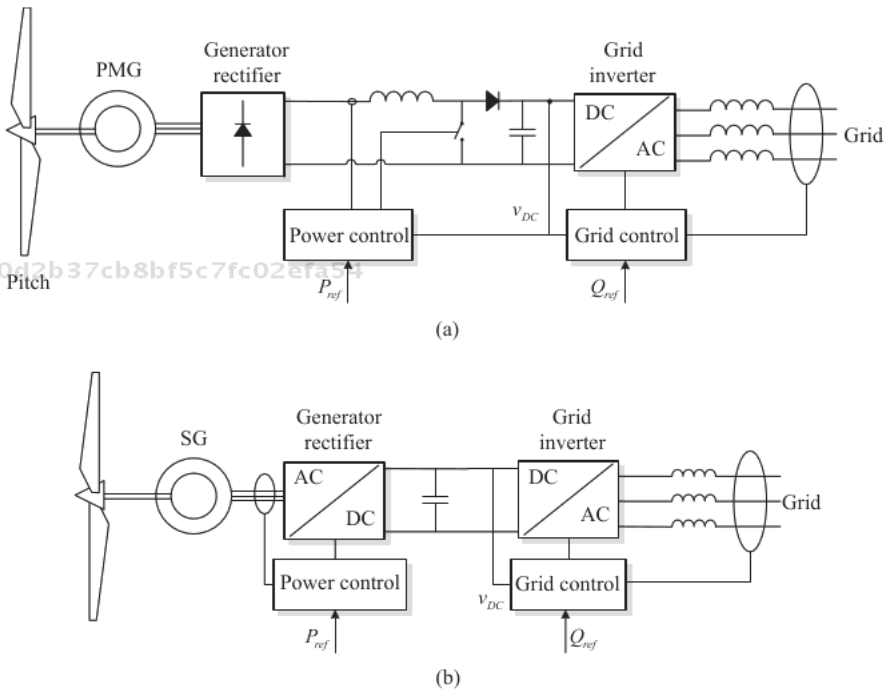 Generator
rectifier
Grid
inverter
PMG
DC
AC
Grid
v_DC
Power control
Grid control
0d2b37cb8bf5c7fc02efa54
Pitch
P_ref
Q_ref
(a)
Generator
rectifier
Grid
inverter
SG
AC
DC
DC
AC
Grid
Power control
Grid control
v_DC
P_ref
Q_ref
(b)